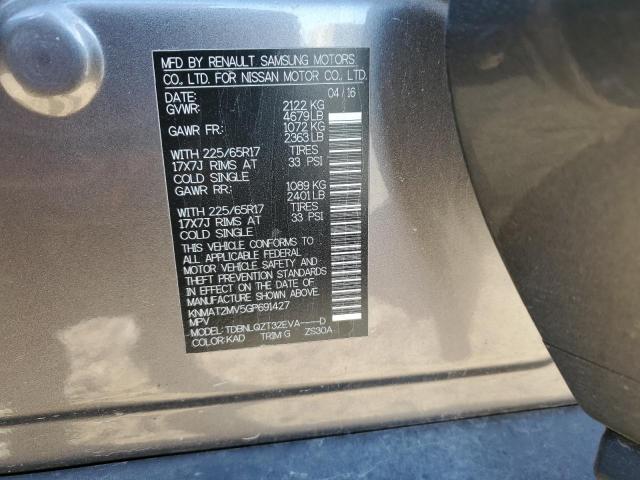 MFD BY RENAULT SAMSUNG MOTORS
CO., LTD. FOR NISSAN MOTOR CO., LTD.
DATE: 04/16
GVWR: 2122 KG
4679 LB
GAWR FR: 1072 KG
2363 LB
WITH 225/65R17 TIRES
17X7J RIMS AT 33 PSI
COLD SINGLE
GAWR RR: 1089 KG
2401 LB
WITH 225/65R17 TIRES
17X7J RIMS AT 33 PSI
COLD SINGLE
THIS VEHICLE CONFORMS TO
ALL APPLICABLE FEDERAL
MOTOR VEHICLE SAFETY AND
THEFT PREVENTION STANDARDS
IN EFFECT ON THE DATE OF
MANUFACTURE SHOWN ABOVE.
KNMAT2MV5GP691427
MPV
MODEL: TDBNLQZT32EVA----D
COLOR: KAD TRIM: G ZS30A